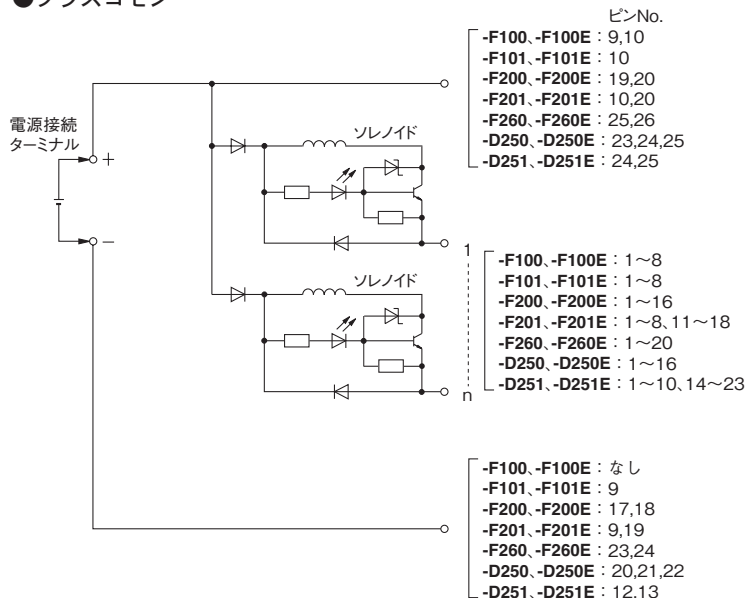 ●プラスコモン
ピンNo.
-F100、-F100E：9,10
-F101、-F101E：10
-F200、-F200E：19,20
-F201、-F201E：10,20
-F260、-F260E：25,26
-D250、-D250E：23,24,25
-D251、-D251E：24,25
電源接続
ターミナル
+
−
ソレノイド
1
-F100、-F100E：1～8
-F101、-F101E：1～8
-F200、-F200E：1～16
-F201、-F201E：1～8、11～18
-F260、-F260E：1～20
-D250、-D250E：1～16
-D251、-D251E：1～10、14～23
ソレノイド
n
-F100、-F100E：なし
-F101、-F101E：9
-F200、-F200E：17,18
-F201、-F201E：9,19
-F260、-F260E：23,24
-D250、-D250E：20,21,22
-D251、-D251E：12,13